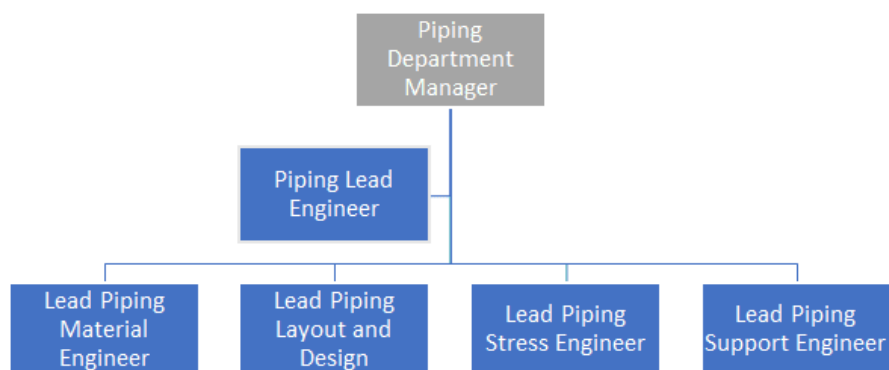 Piping
Department
Manager
Piping Lead
Engineer
Lead Piping
Material
Engineer
Lead Piping
Layout and
Design
Lead Piping
Stress Engineer
Lead Piping
Support Engineer